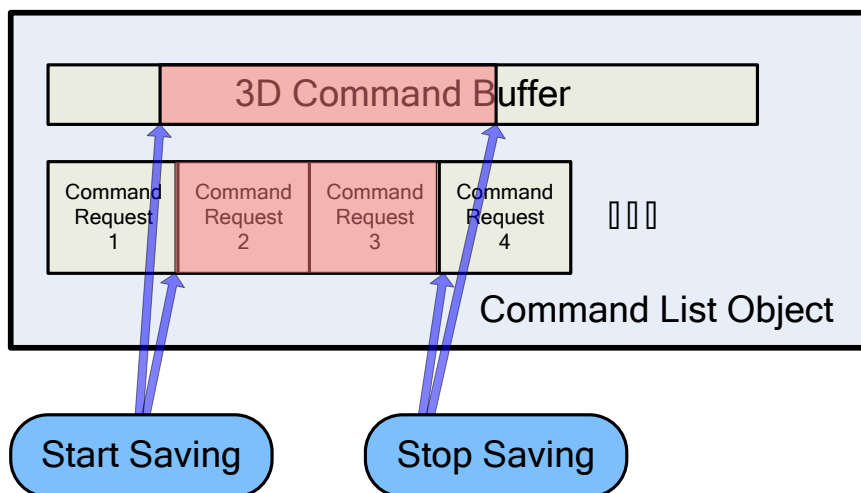 3D Command Buffer
Command
Request
1
Command
Request
2
Command
Request
3
Command
Request
4
Command List Object
Start Saving
Stop Saving